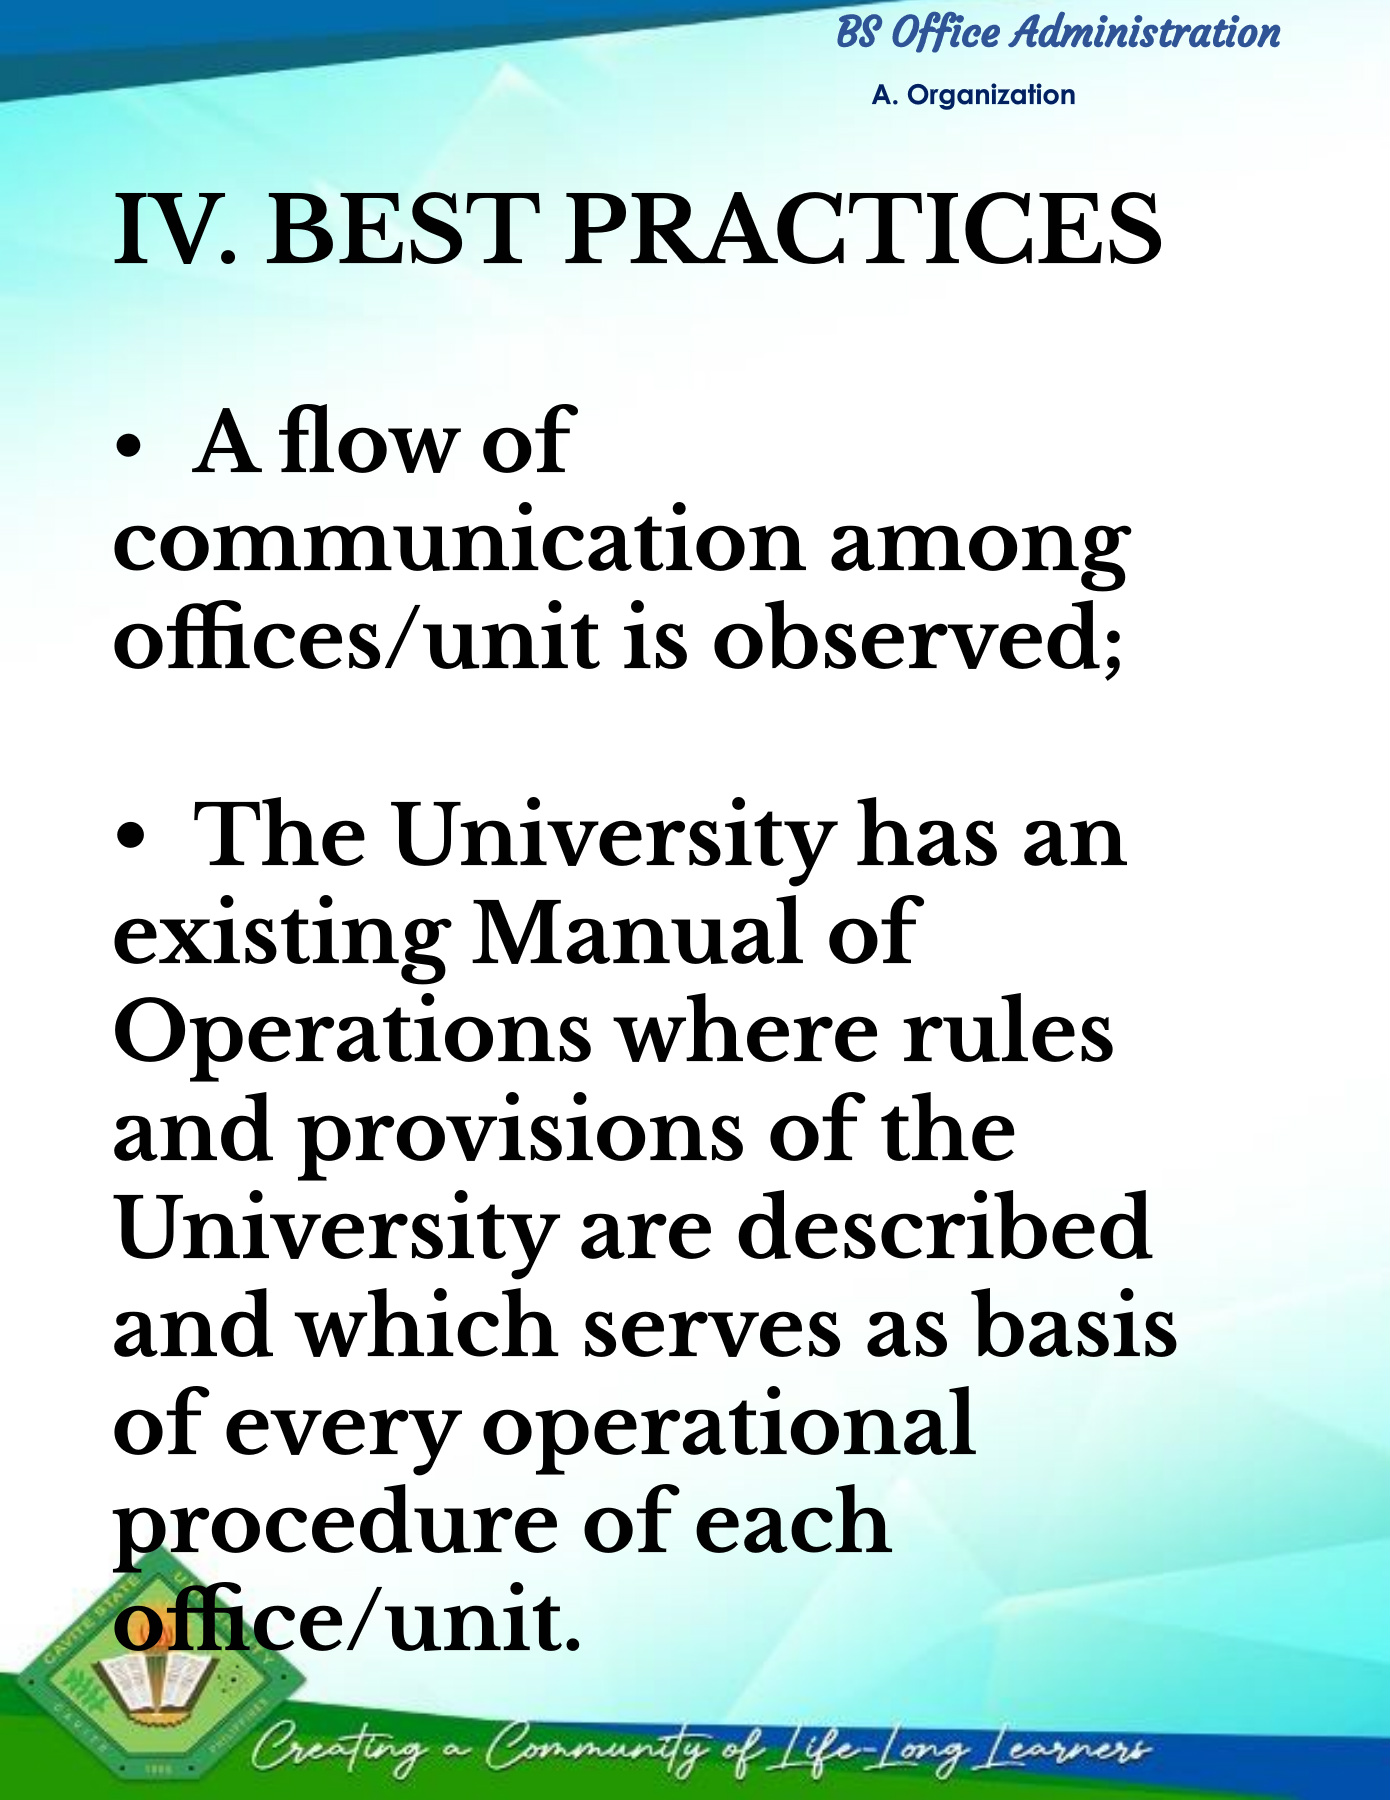 BS Office Administration
A. Organization
IV. BEST PRACTICES
• A flow of
communication among
offices/unit is observed;
• The University has an
existing Manual of
Operations where rules
and provisions of the
University are described
and which serves as basis
of every operational
procedure of each
office/unit.
CAVITE STATE
CAVITE
PHILIPPINES
Creating a Community of Life-Long Learners